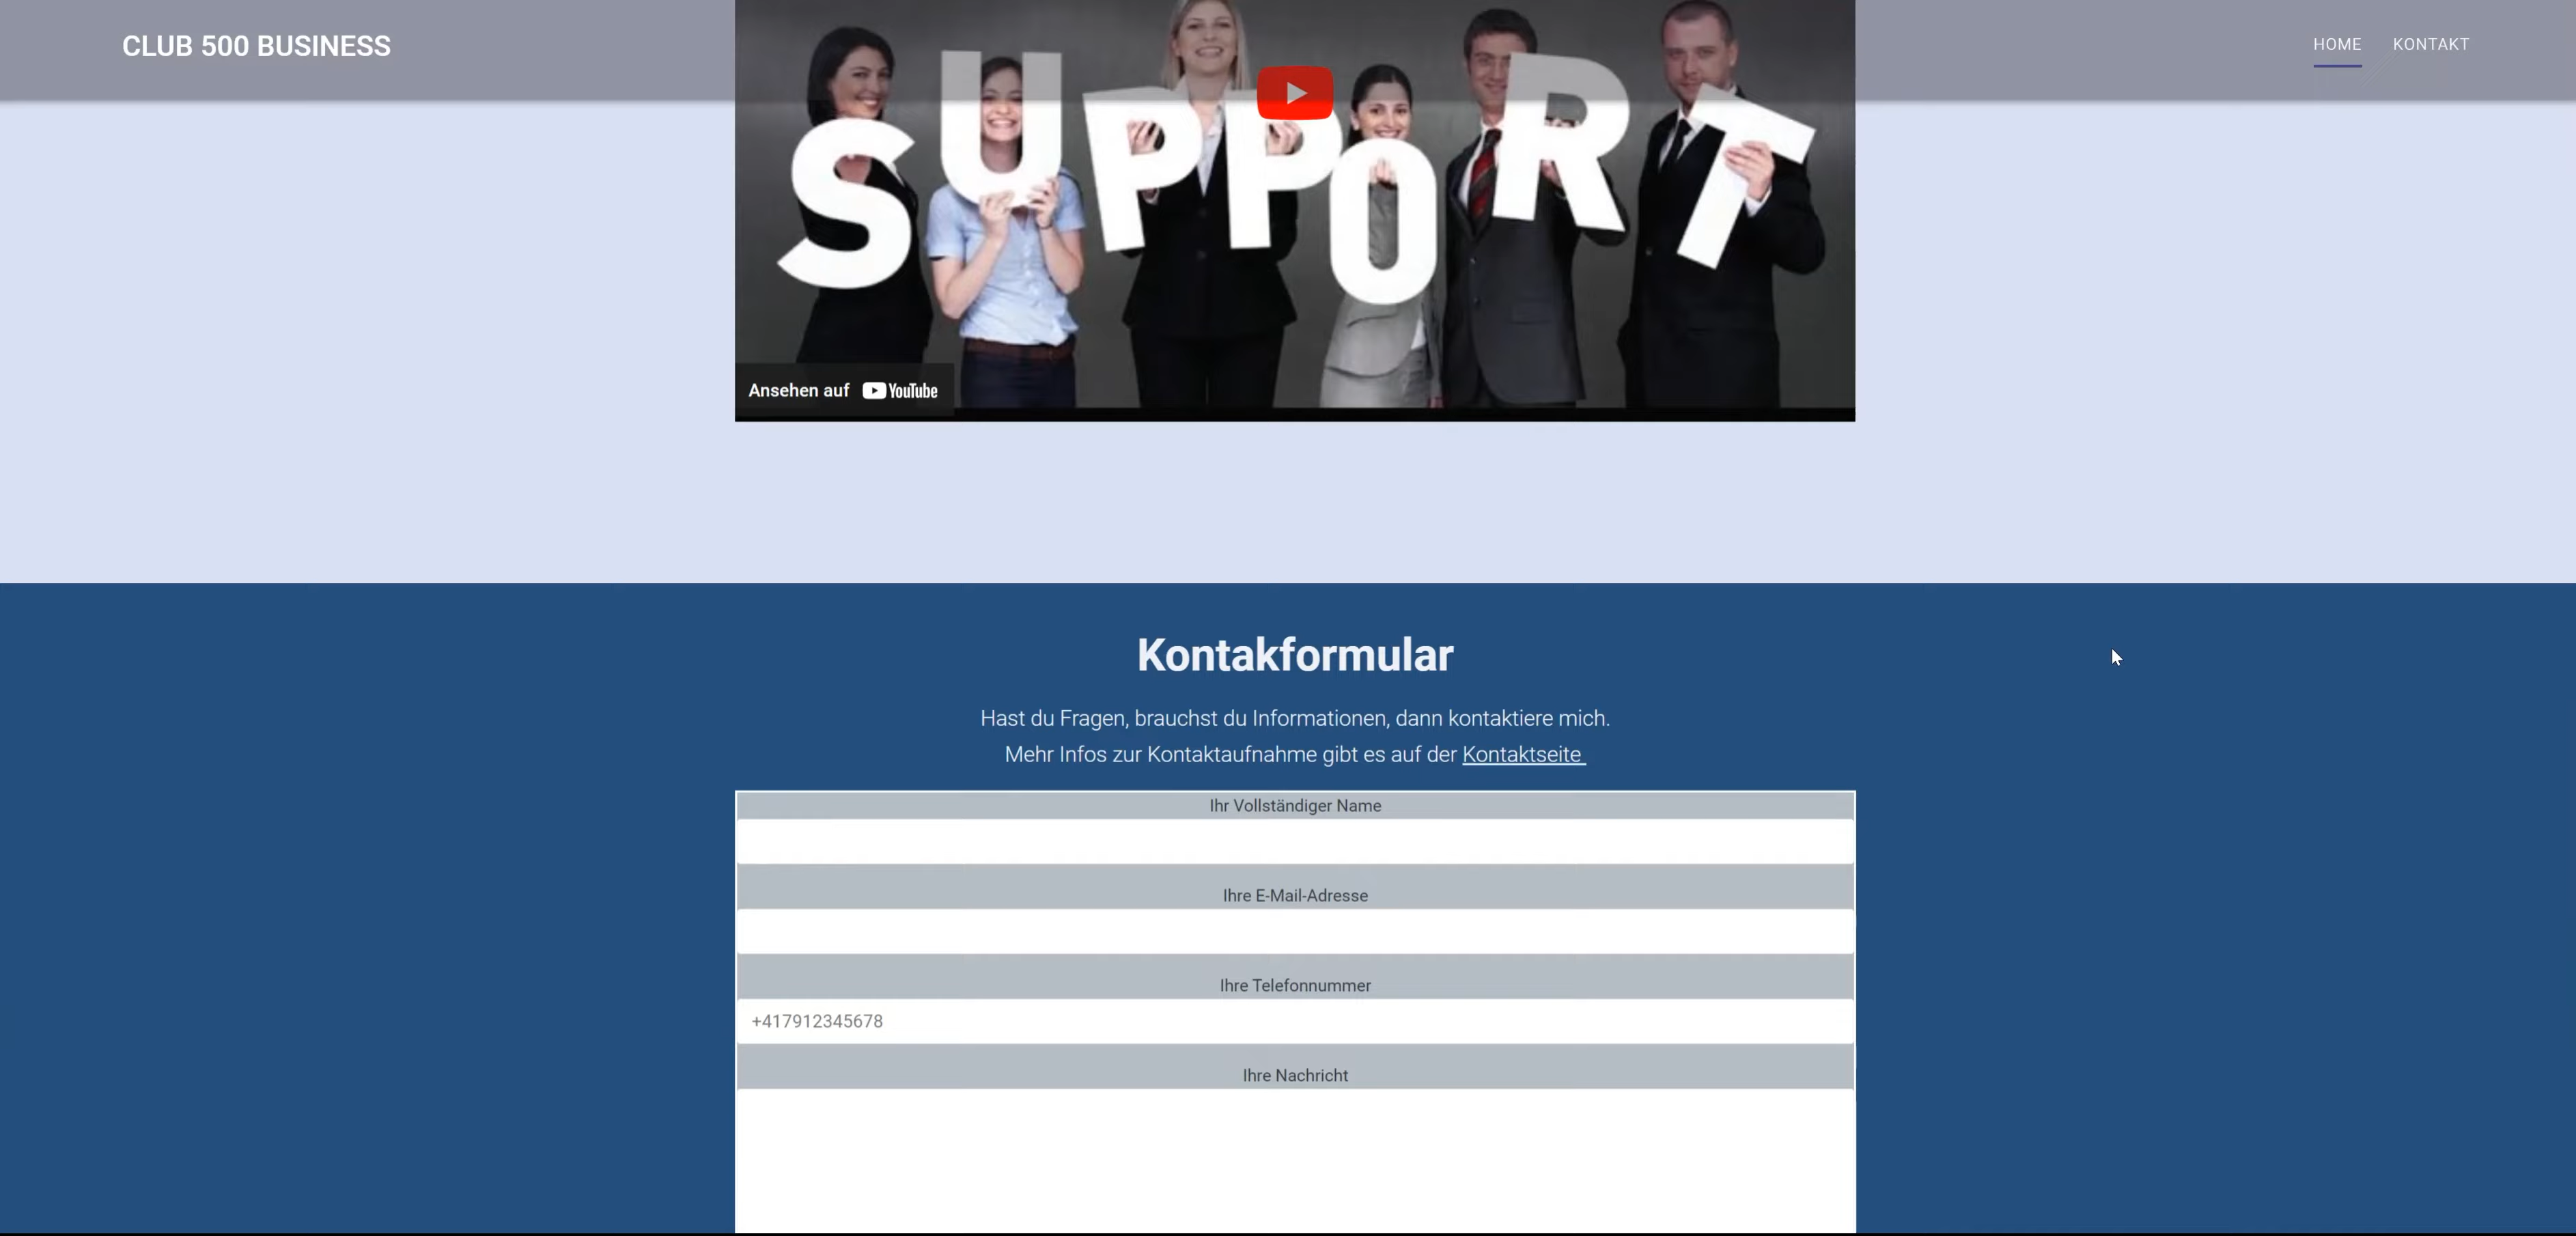 CLUB 500 BUSINESS
HOME KONTAKT
SUPPORT
Ansehen auf YouTube
Kontakformular
Hast du Fragen, brauchst du Informationen, dann kontaktiere mich.
Mehr Infos zur Kontaktaufnahme gibt es auf der Kontaktseite
Ihr Vollständiger Name
Ihre E-Mail-Adresse
Ihre Telefonnummer
+417912345678
Ihre Nachricht